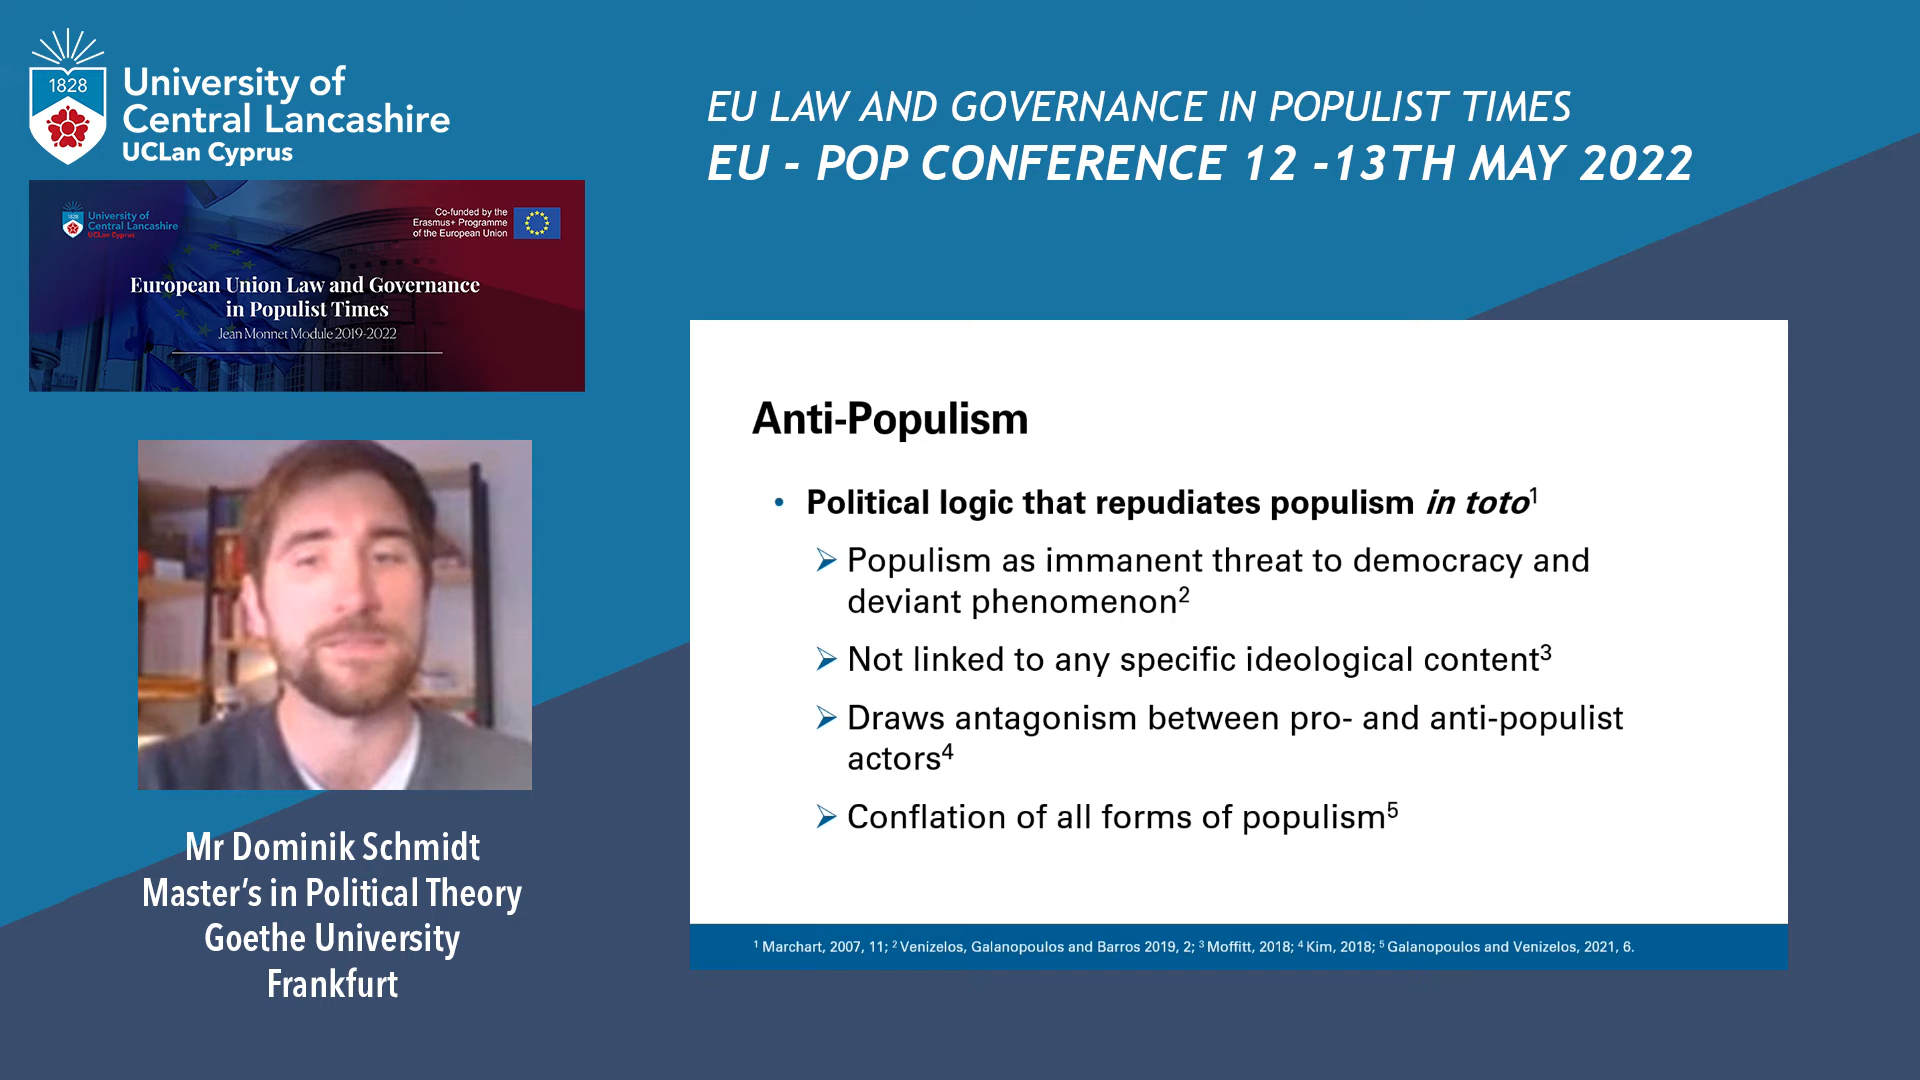 1828
University of
Central Lancashire
UCLan Cyprus
EU LAW AND GOVERNANCE IN POPULIST TIMES
EU - POP CONFERENCE 12 -13TH MAY 2022
1828
University of
Central Lancashire
UCLan Cyprus
Co-funded by the
Erasmus+ Programme
of the European Union
European Union Law and Governance
in Populist Times
Jean Monnet Module 2019-2022
Anti-Populism
• Political logic that repudiates populism in toto¹
➢ Populism as immanent threat to democracy and
deviant phenomenon²
➢ Not linked to any specific ideological content³
➢ Draws antagonism between pro- and anti-populist
actors⁴
➢ Conflation of all forms of populism⁵
¹ Marchart, 2007, 11; ² Venizelos, Galanopoulos and Barros 2019, 2; ³ Moffitt, 2018; ⁴ Kim, 2018; ⁵ Galanopoulos and Venizelos, 2021, 6.
Mr Dominik Schmidt
Master’s in Political Theory
Goethe University
Frankfurt